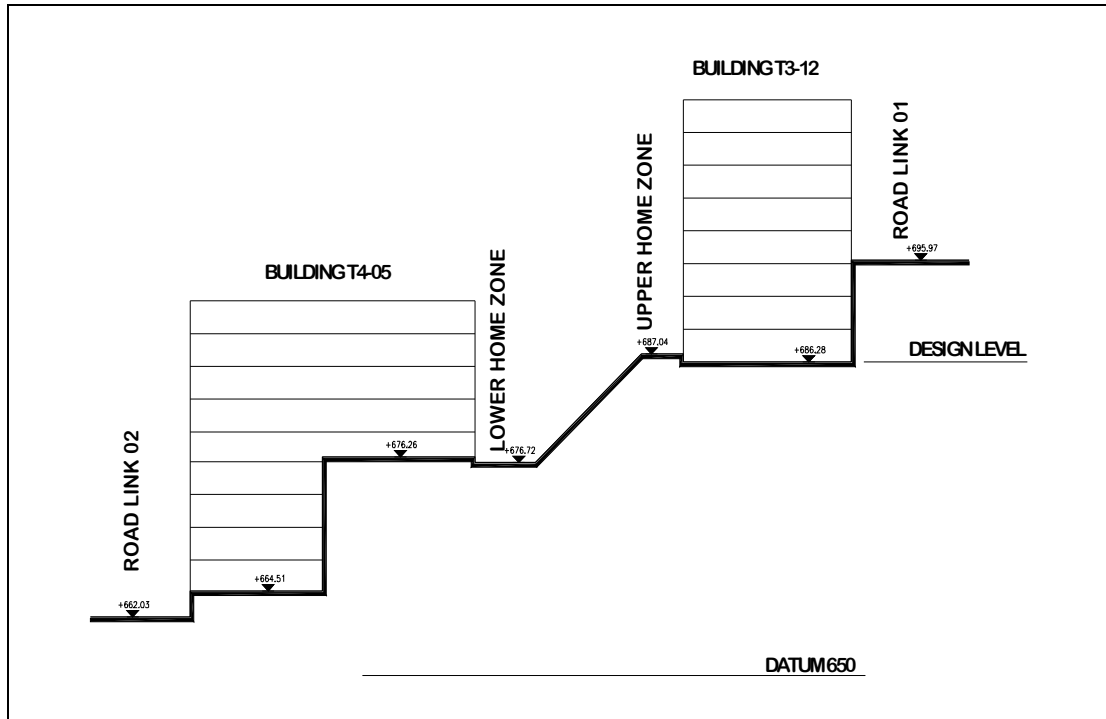 BUILDING T3-12
ROAD LINK 01
UPPER HOME ZONE
+695.97
LOWER HOME ZONE
BUILDING T4-05
+687.04
+686.28
DESIGN LEVEL
ROAD LINK 02
+676.26
+676.72
+664.51
+662.03
DATUM 650